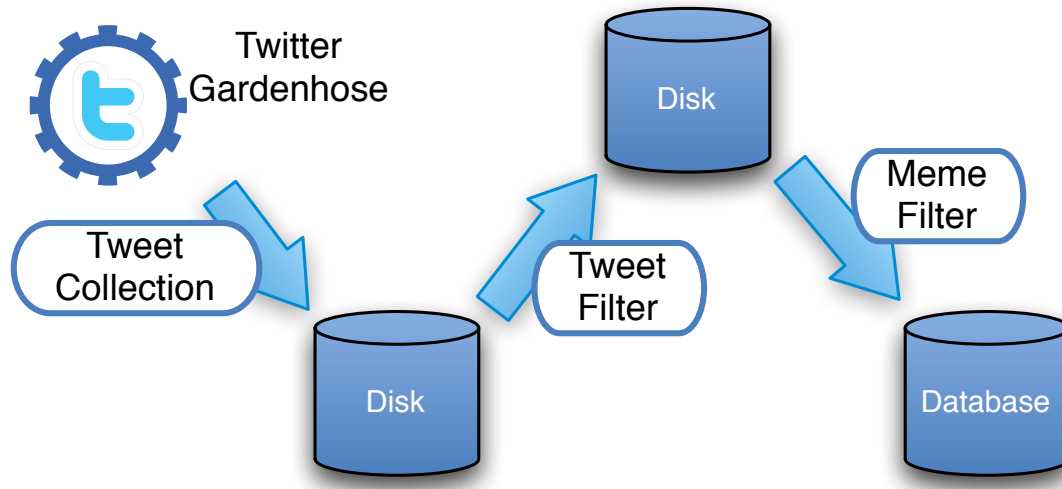 Twitter
Gardenhose
Tweet
Collection
Disk
Tweet
Filter
Disk
Meme
Filter
Database